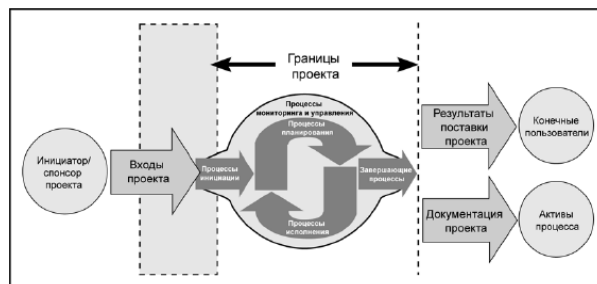 Границы
проекта
Процессы
мониторинга и управления
Процессы
планирования
Инициатор/
спонсор
проекта
Входы
проекта
Процессы
инициации
Завершающие
процессы
Процессы
исполнения
Результаты
поставки
проекта
Конечные
пользователи
Документация
проекта
Активы
процесса